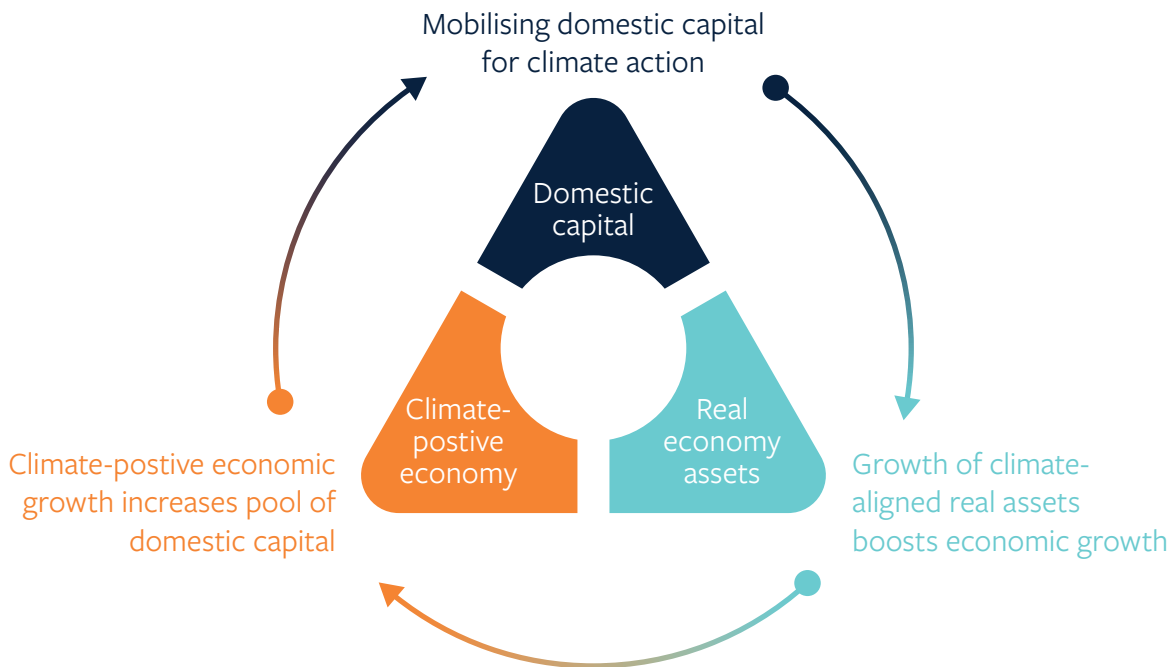 Mobilising domestic capital
for climate action
Domestic
capital
Climate-
postive
economy
Real
economy
assets
Climate-postive economic
growth increases pool of
domestic capital
Growth of climate-
aligned real assets
boosts economic growth